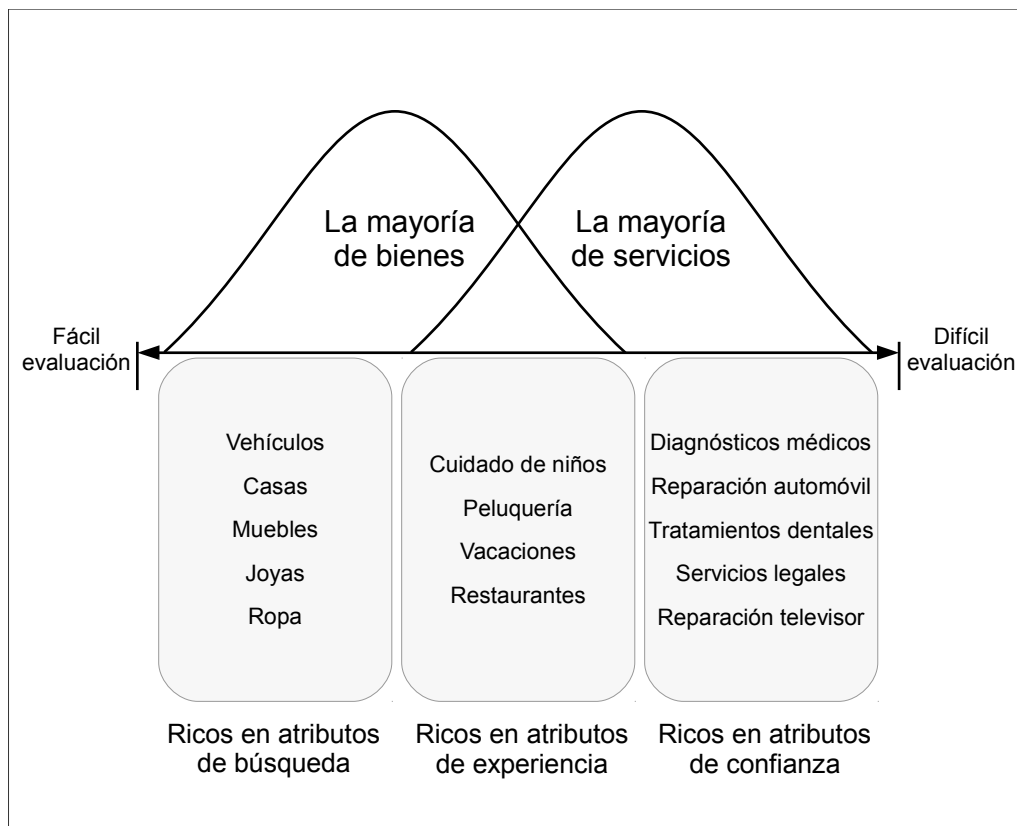 La mayoría
de bienes
La mayoría
de servicios
Fácil
evaluación
Difícil
evaluación
Vehículos
Casas
Muebles
Joyas
Ropa
Cuidado de niños
Peluquería
Vacaciones
Restaurantes
Diagnósticos médicos
Reparación automóvil
Tratamientos dentales
Servicios legales
Reparación televisor
Ricos en atributos
de búsqueda
Ricos en atributos
de experiencia
Ricos en atributos
de confianza